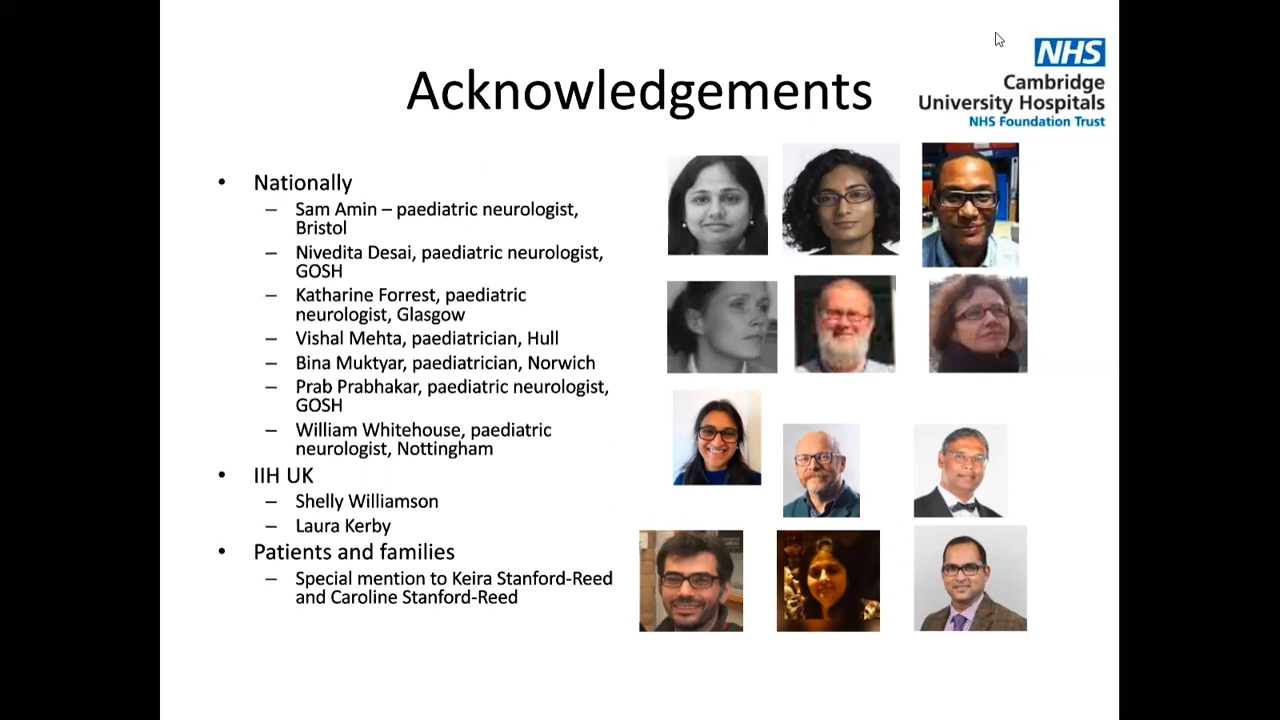 Acknowledgements
NHS
Cambridge
University Hospitals
NHS Foundation Trust
• Nationally
– Sam Amin – paediatric neurologist,
Bristol
– Nivedita Desai, paediatric neurologist,
GOSH
– Katharine Forrest, paediatric
neurologist, Glasgow
– Vishal Mehta, paediatrician, Hull
– Bina Muktyar, paediatrician, Norwich
– Prab Prabhakar, paediatric neurologist,
GOSH
– William Whitehouse, paediatric
neurologist, Nottingham
• IIH UK
– Shelly Williamson
– Laura Kerby
• Patients and families
– Special mention to Keira Stanford-Reed
and Caroline Stanford-Reed